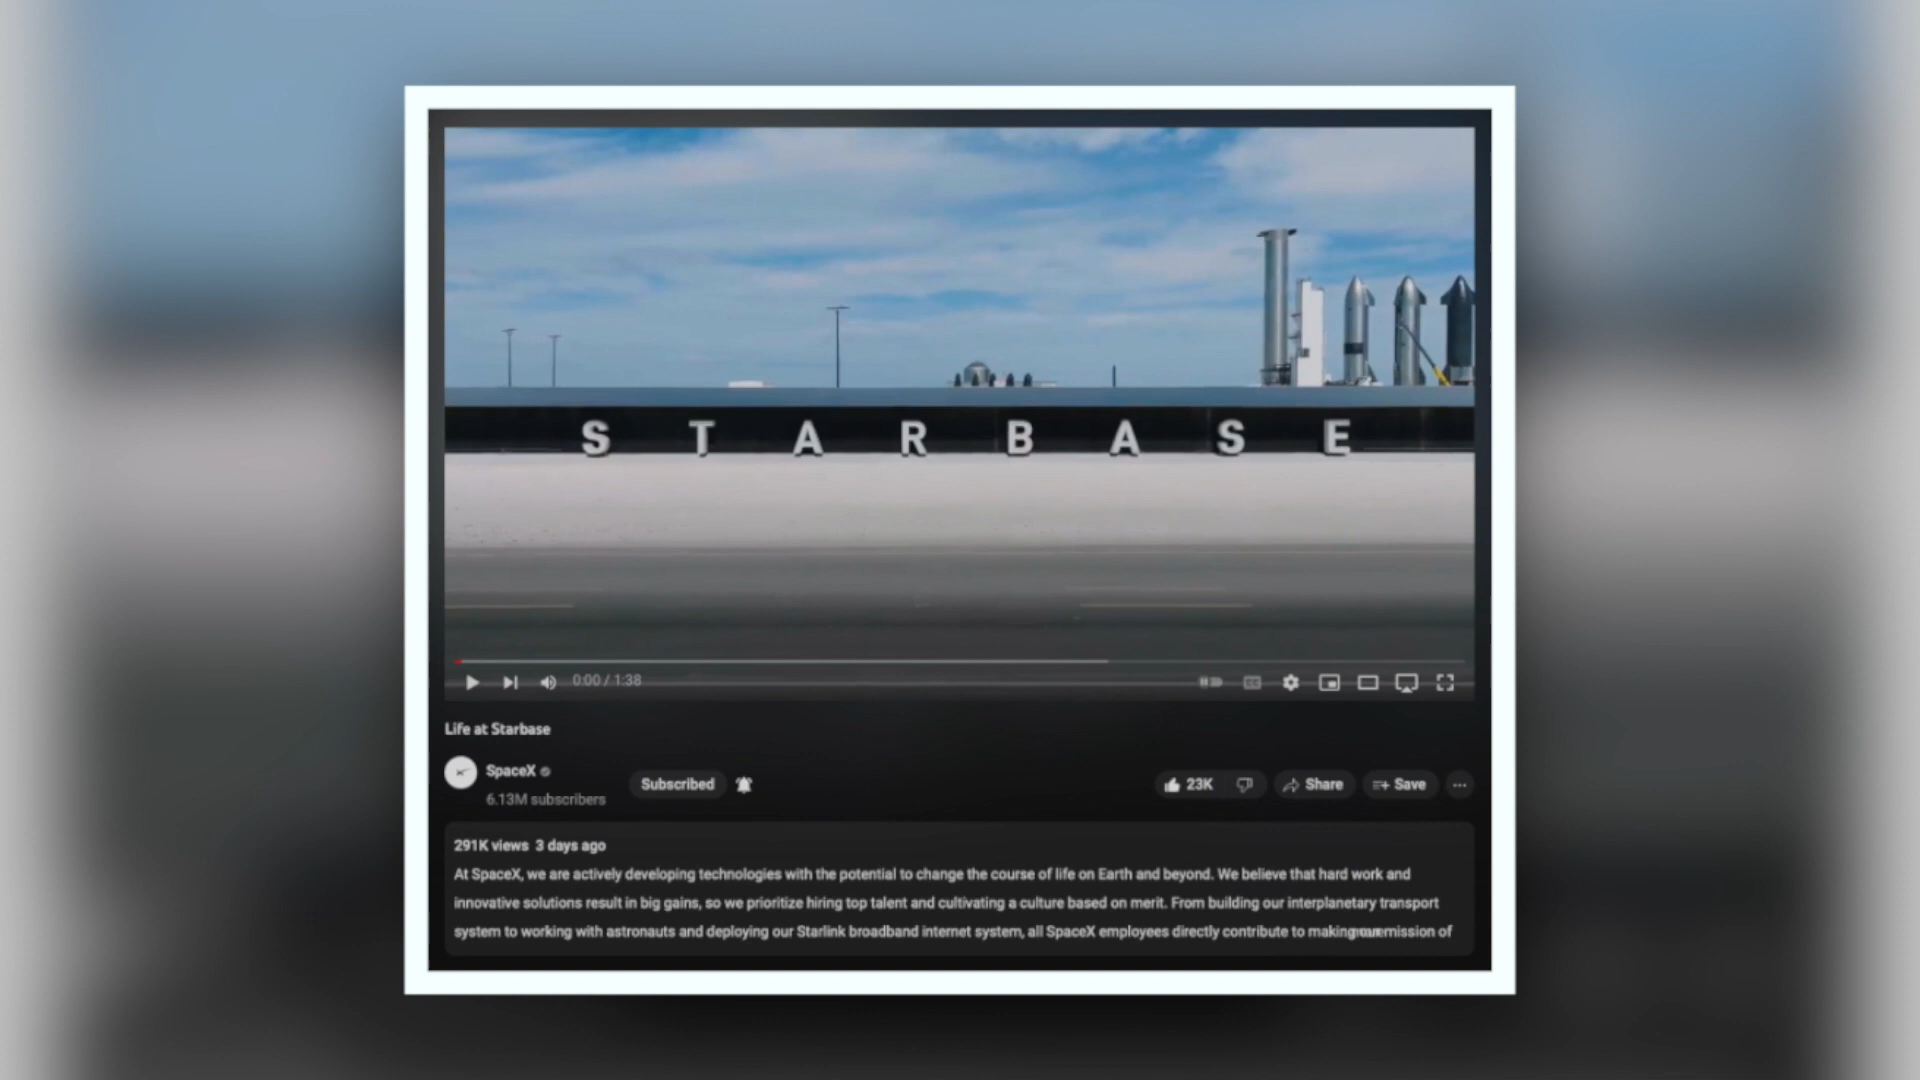 STARBASE
0:00 / 1:38
Life at Starbase
SpaceX
6.13M subscribers
Subscribed
23K
Share
Save
291K views 3 days ago
At SpaceX, we are actively developing technologies with the potential to change the course of life on Earth and beyond. We believe that hard work and
innovative solutions result in big gains, so we prioritize hiring top talent and cultivating a culture based on merit. From building our interplanetary transport
system to working with astronauts and deploying our Starlink broadband internet system, all SpaceX employees directly contribute to making mission of